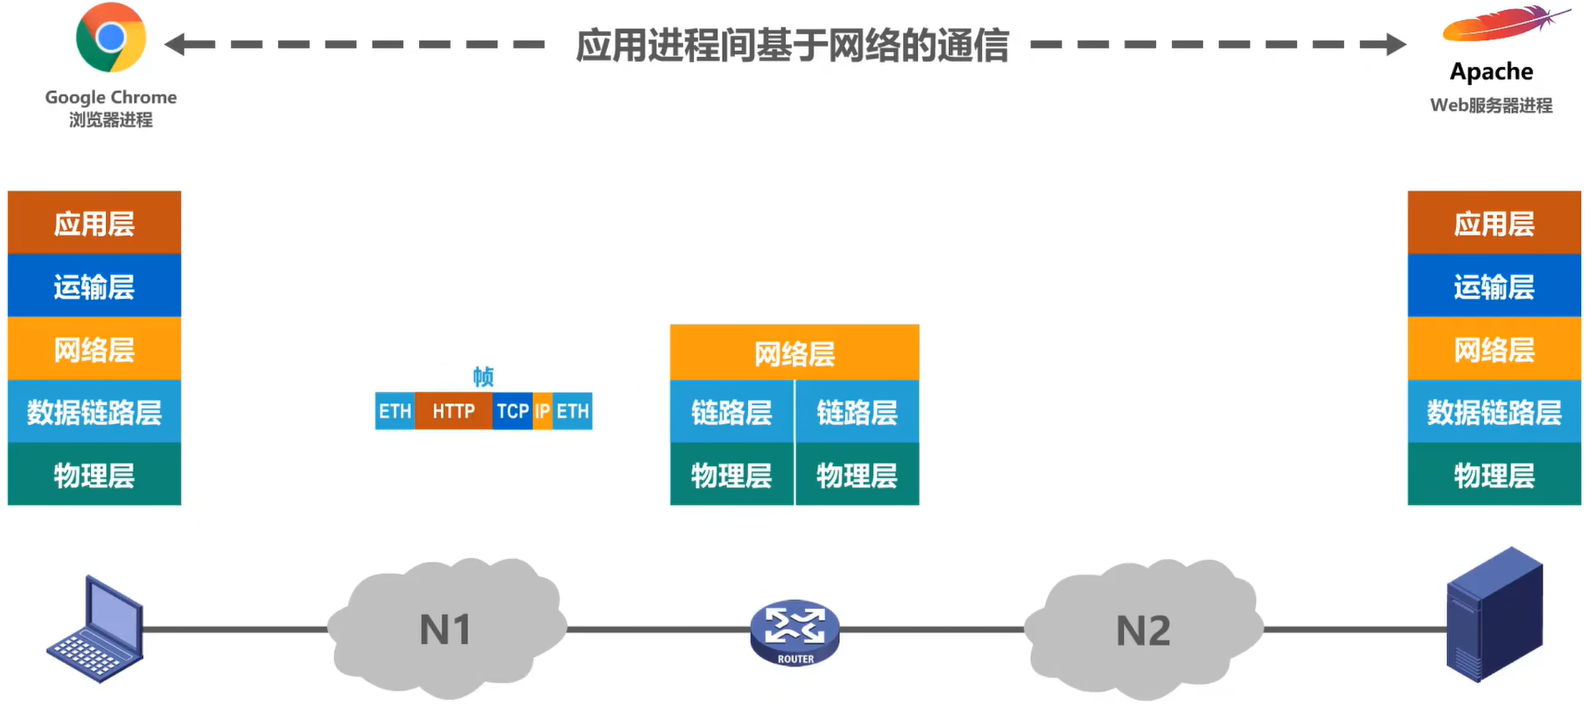 应用进程间基于网络的通信
Google Chrome
浏览器进程
Apache
Web服务器进程
应用层
运输层
网络层
数据链路层
物理层
帧
ETH HTTP TCP IP ETH
网络层
链路层 链路层
物理层 物理层
应用层
运输层
网络层
数据链路层
物理层
N1
ROUTER
N2